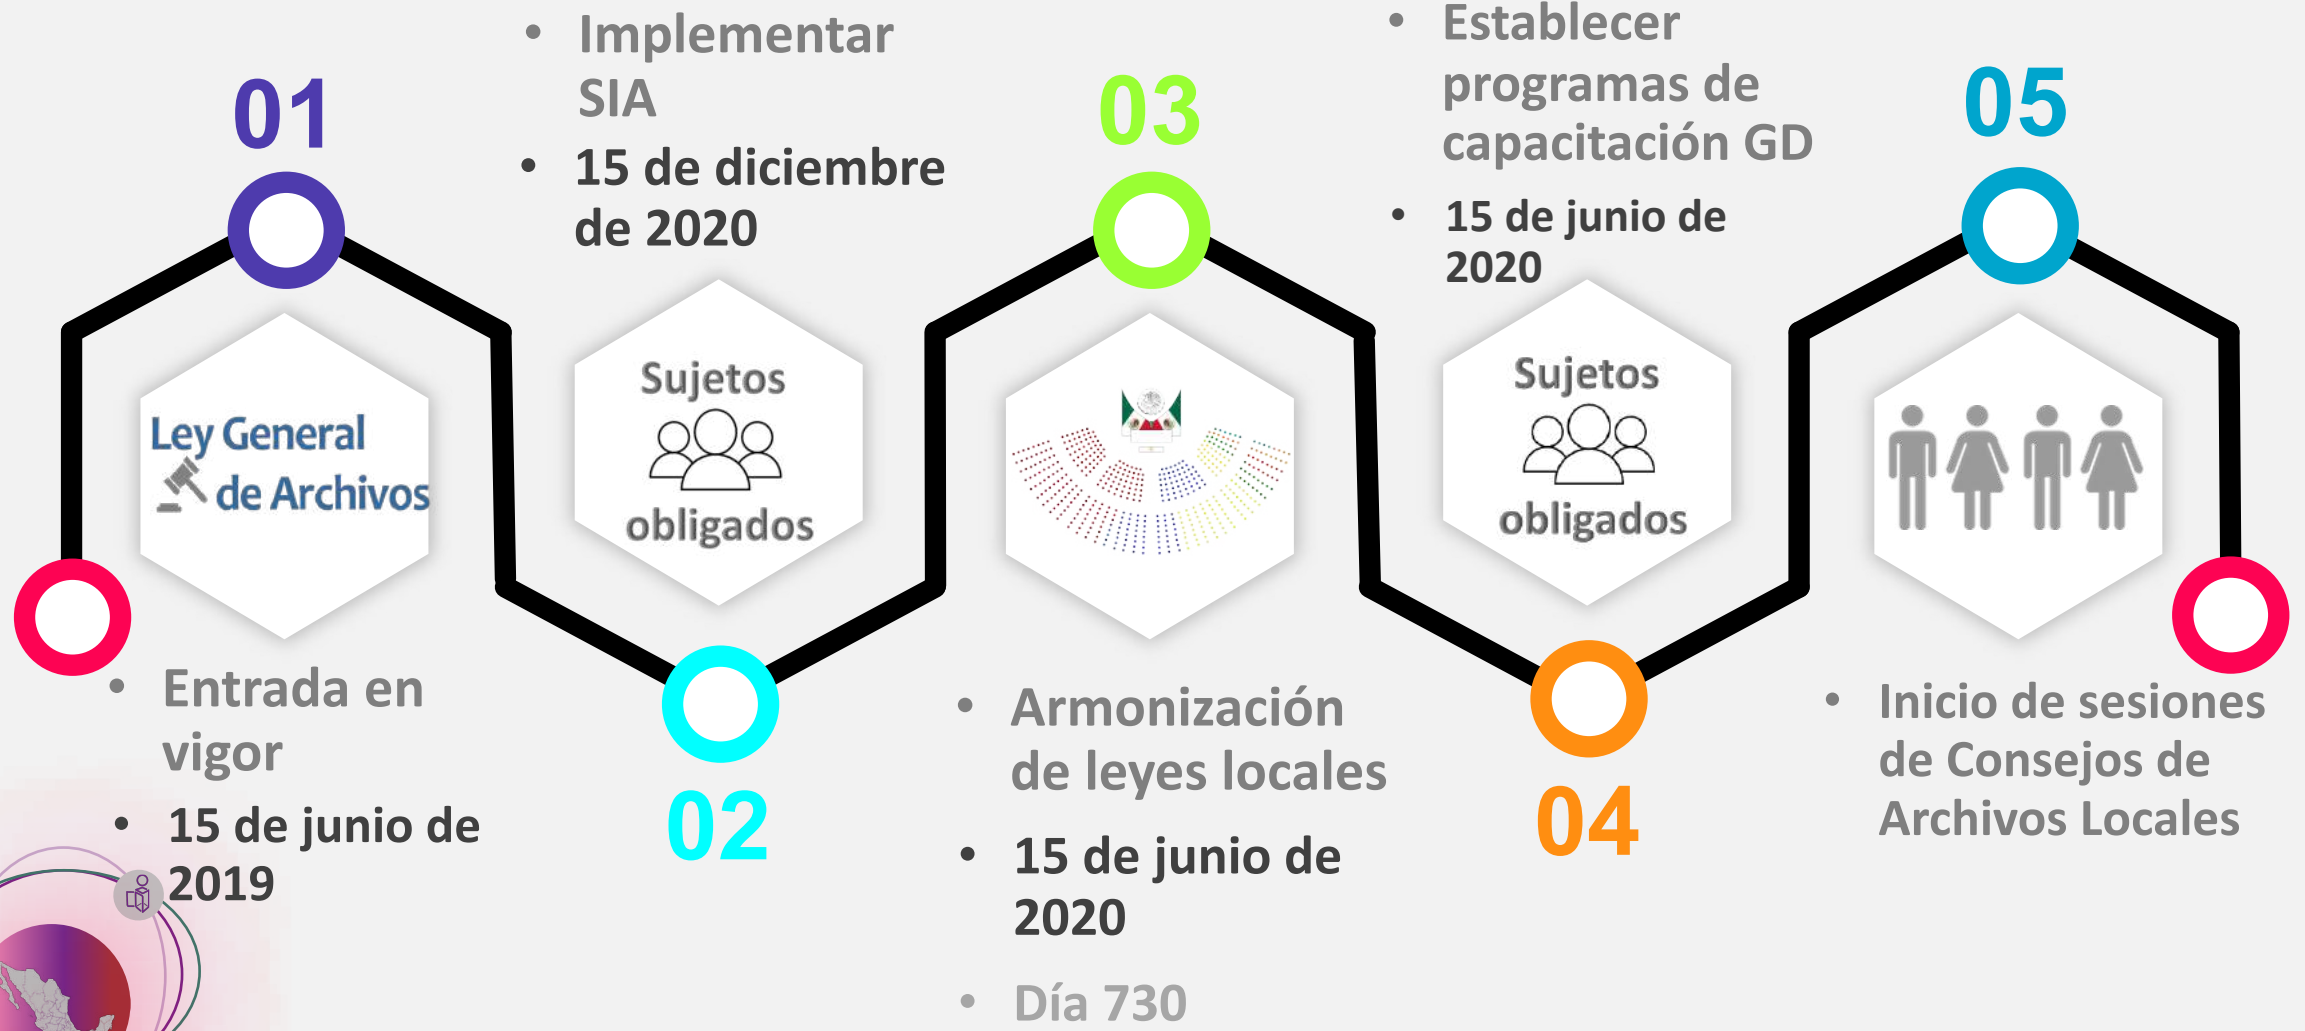 01
Ley General
de Archivos
• Entrada en
vigor
• 15 de junio de
2019
• Implementar
SIA
• 15 de diciembre
de 2020
Sujetos
obligados
02
03
• Armonización
de leyes locales
• 15 de junio de
2020
• Día 730
• Establecer
programas de
capacitación GD
• 15 de junio de
2020
Sujetos
obligados
04
05
• Inicio de sesiones
de Consejos de
Archivos Locales